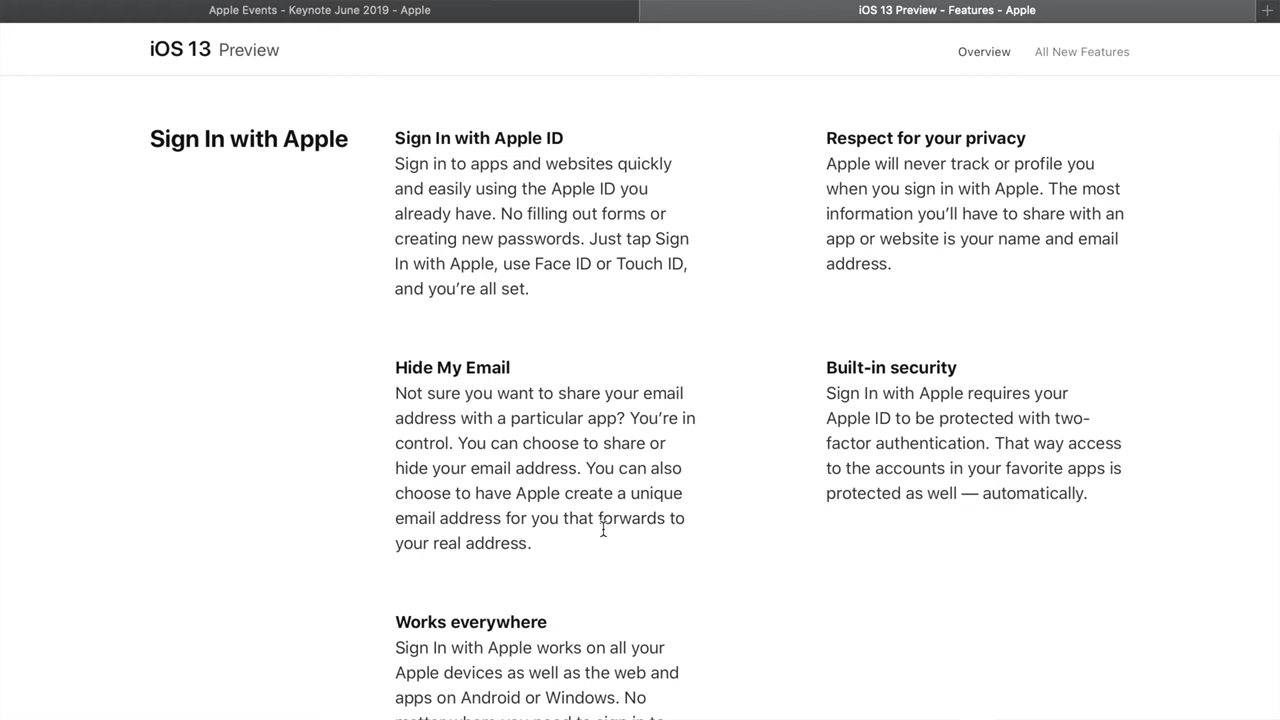 Apple Events - Keynote June 2019 - Apple
iOS 13 Preview - Features - Apple
iOS 13 Preview
Overview
All New Features
Sign In with Apple
Sign In with Apple ID
Sign in to apps and websites quickly
and easily using the Apple ID you
already have. No filling out forms or
creating new passwords. Just tap Sign
In with Apple, use Face ID or Touch ID,
and you’re all set.
Respect for your privacy
Apple will never track or profile you
when you sign in with Apple. The most
information you’ll have to share with an
app or website is your name and email
address.
Hide My Email
Not sure you want to share your email
address with a particular app? You’re in
control. You can choose to share or
hide your email address. You can also
choose to have Apple create a unique
email address for you that forwards to
your real address.
Built-in security
Sign In with Apple requires your
Apple ID to be protected with two-
factor authentication. That way access
to the accounts in your favorite apps is
protected as well — automatically.
Works everywhere
Sign In with Apple works on all your
Apple devices as well as the web and
apps on Android or Windows. No
matter where you need to sign in to